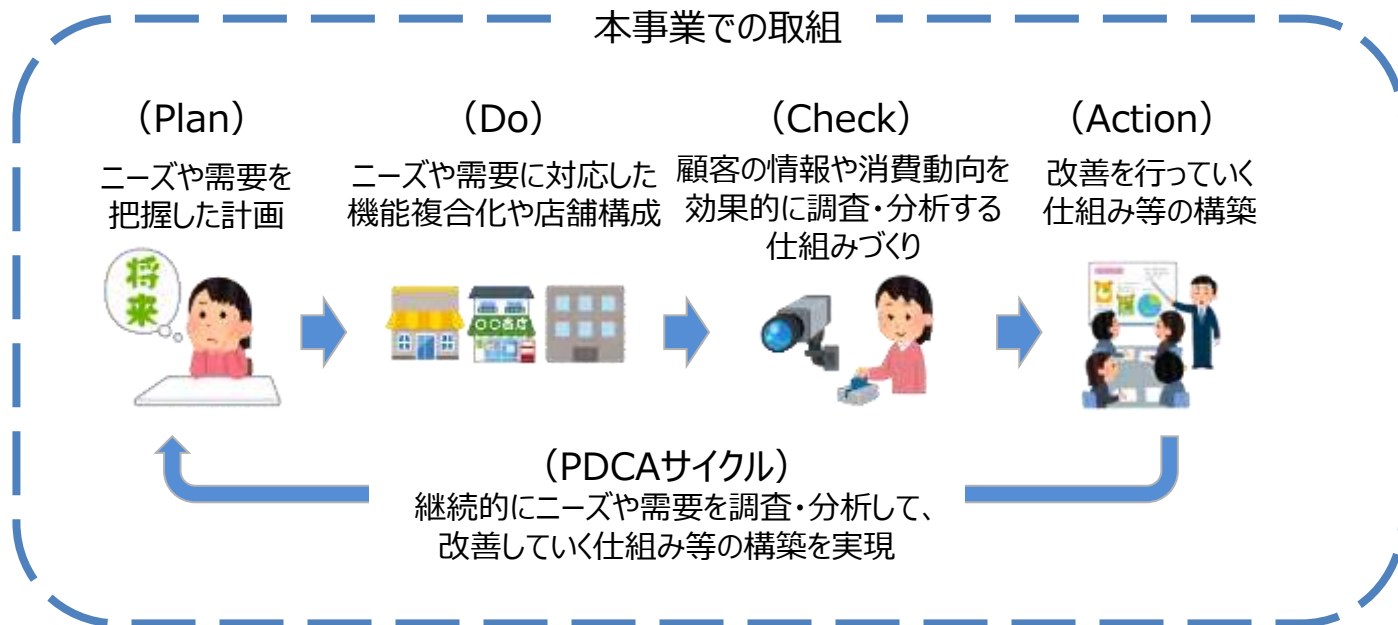 本事業での取組
（Plan）
ニーズや需要を
把握した計画
（Do）
ニーズや需要に対応した
機能複合化や店舗構成
（Check）
顧客の情報や消費動向を
効果的に調査・分析する
仕組みづくり
（Action）
改善を行っていく
仕組み等の構築
将
来
（PDCAサイクル）
継続的にニーズや需要を調査・分析して、
改善していく仕組み等の構築を実現